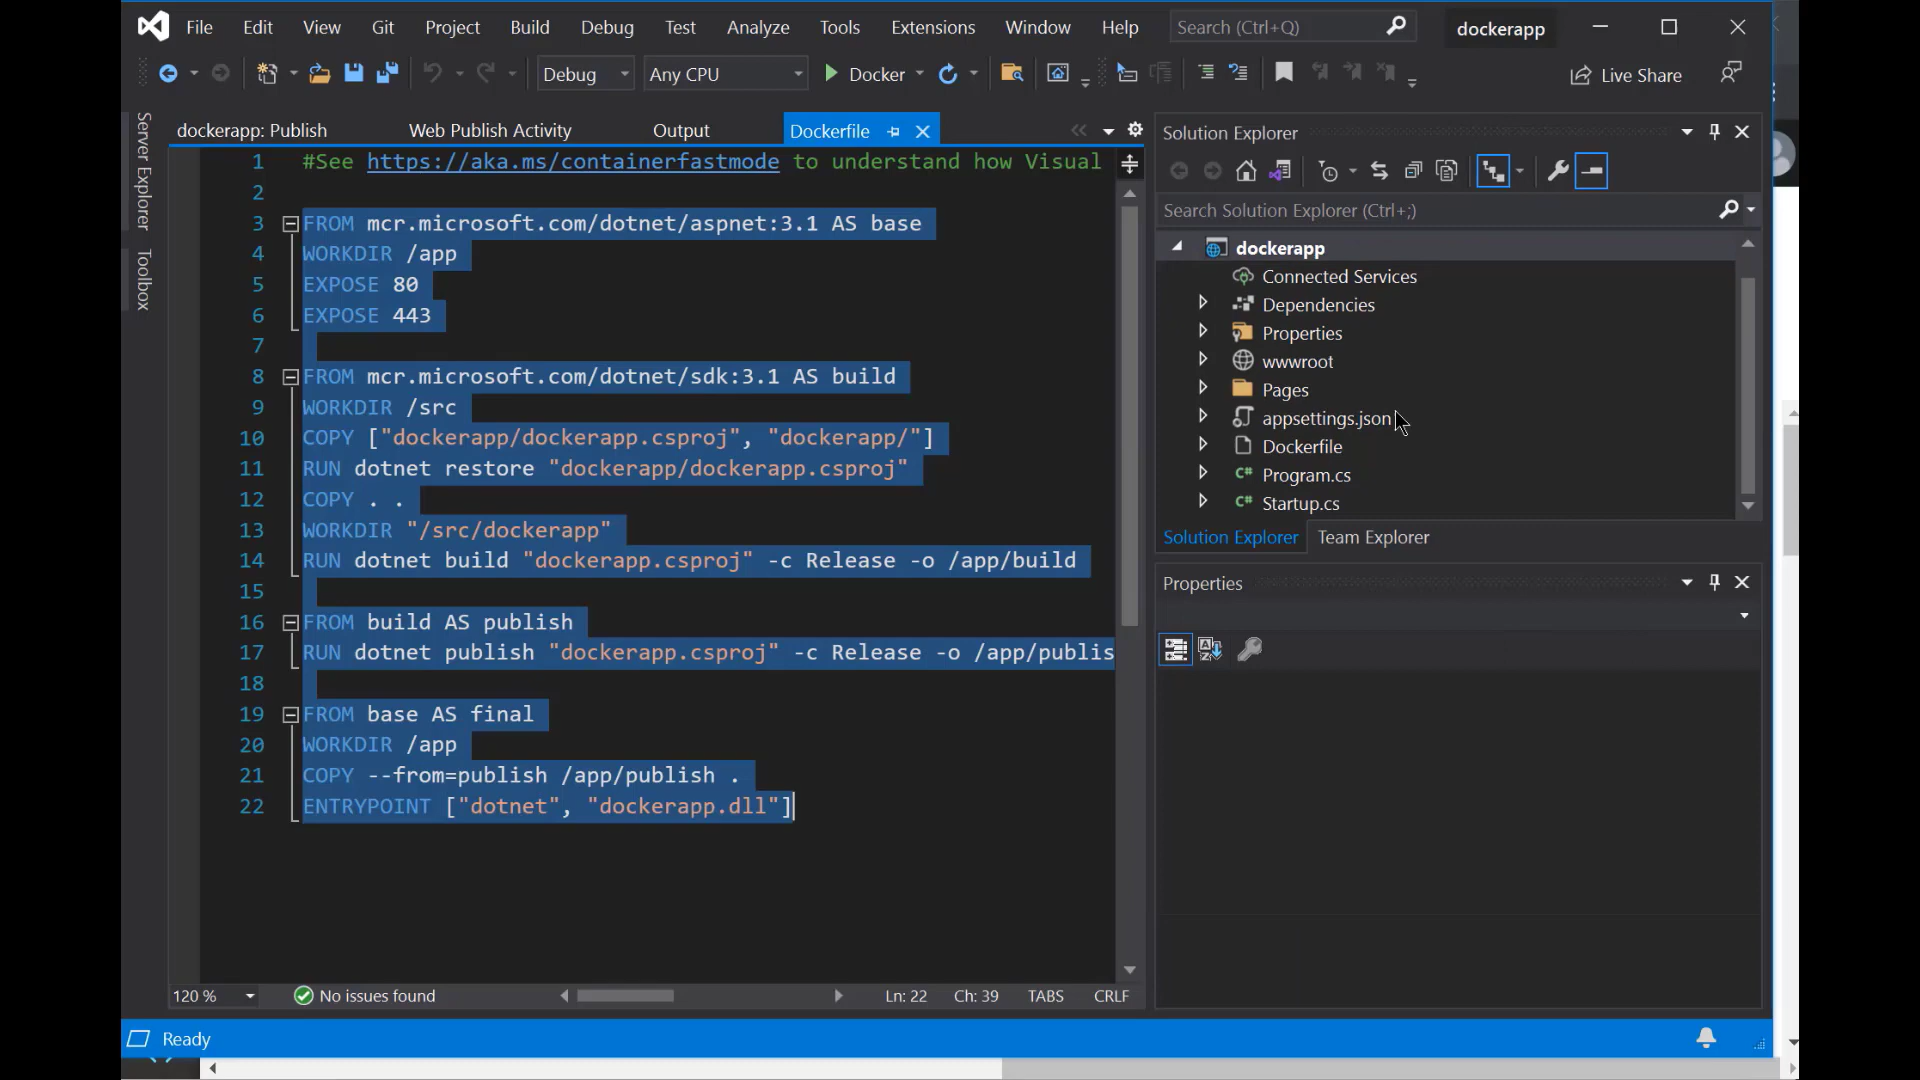 File Edit View Git Project Build Debug Test Analyze Tools Extensions Window Help Search (Ctrl+Q) dockerapp
Debug Any CPU Docker Live Share
Server Explorer
Toolbox
dockerapp: Publish Web Publish Activity Output Dockerfile
1 #See https://aka.ms/containerfastmode to understand how Visual
2
3 FROM mcr.microsoft.com/dotnet/aspnet:3.1 AS base
4 WORKDIR /app
5 EXPOSE 80
6 EXPOSE 443
7
8 FROM mcr.microsoft.com/dotnet/sdk:3.1 AS build
9 WORKDIR /src
10 COPY ["dockerapp/dockerapp.csproj", "dockerapp/"]
11 RUN dotnet restore "dockerapp/dockerapp.csproj"
12 COPY . .
13 WORKDIR "/src/dockerapp"
14 RUN dotnet build "dockerapp.csproj" -c Release -o /app/build
15
16 FROM build AS publish
17 RUN dotnet publish "dockerapp.csproj" -c Release -o /app/publis
18
19 FROM base AS final
20 WORKDIR /app
21 COPY --from=publish /app/publish .
22 ENTRYPOINT ["dotnet", "dockerapp.dll"]
120 % No issues found Ln: 22 Ch: 39 TABS CRLF
Solution Explorer
Search Solution Explorer (Ctrl+;)
dockerapp
Connected Services
Dependencies
Properties
wwwroot
Pages
appsettings.json
Dockerfile
C# Program.cs
C# Startup.cs
Solution Explorer Team Explorer
Properties
Ready